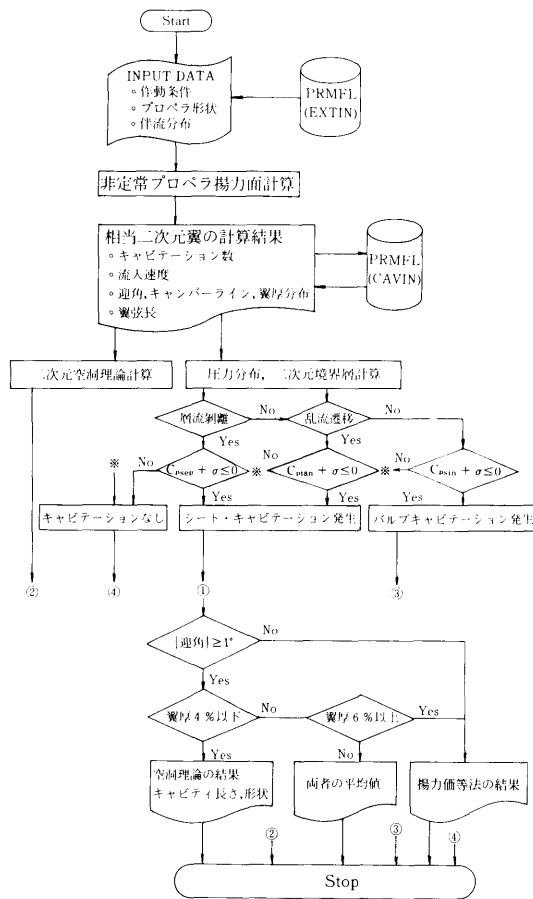 Start
INPUT DATA
○作動条件
○プロペラ形状
○伴流分布
PRMFL
(EXTIN)
非定常プロペラ揚力面計算
相当二次元翼の計算結果
○キャビテーション数
○流入速度
○迎角,キャンバーライン,翼厚分布
○翼弦長
PRMFL
(CAVIN)
二次元空洞理論計算
圧力分布,二次元境界層計算
層流剝離
No
乱流遷移
No
Yes
Yes
※
No
Cpsep + σ≤0
※
No
Cptan + σ≤0
※
No
Cpsin + σ≤0
Yes
Yes
Yes
キャビテーションなし
シート・キャビテーション発生
バルブキャビテーション発生
②
④
①
③
|迎角|≥1°
No
Yes
翼厚4%以下
No
翼厚6%以上
Yes
Yes
No
空洞理論の結果
キャビティ長さ,形状
両者の平均値
揚力価等法の結果
②
③
④
Stop